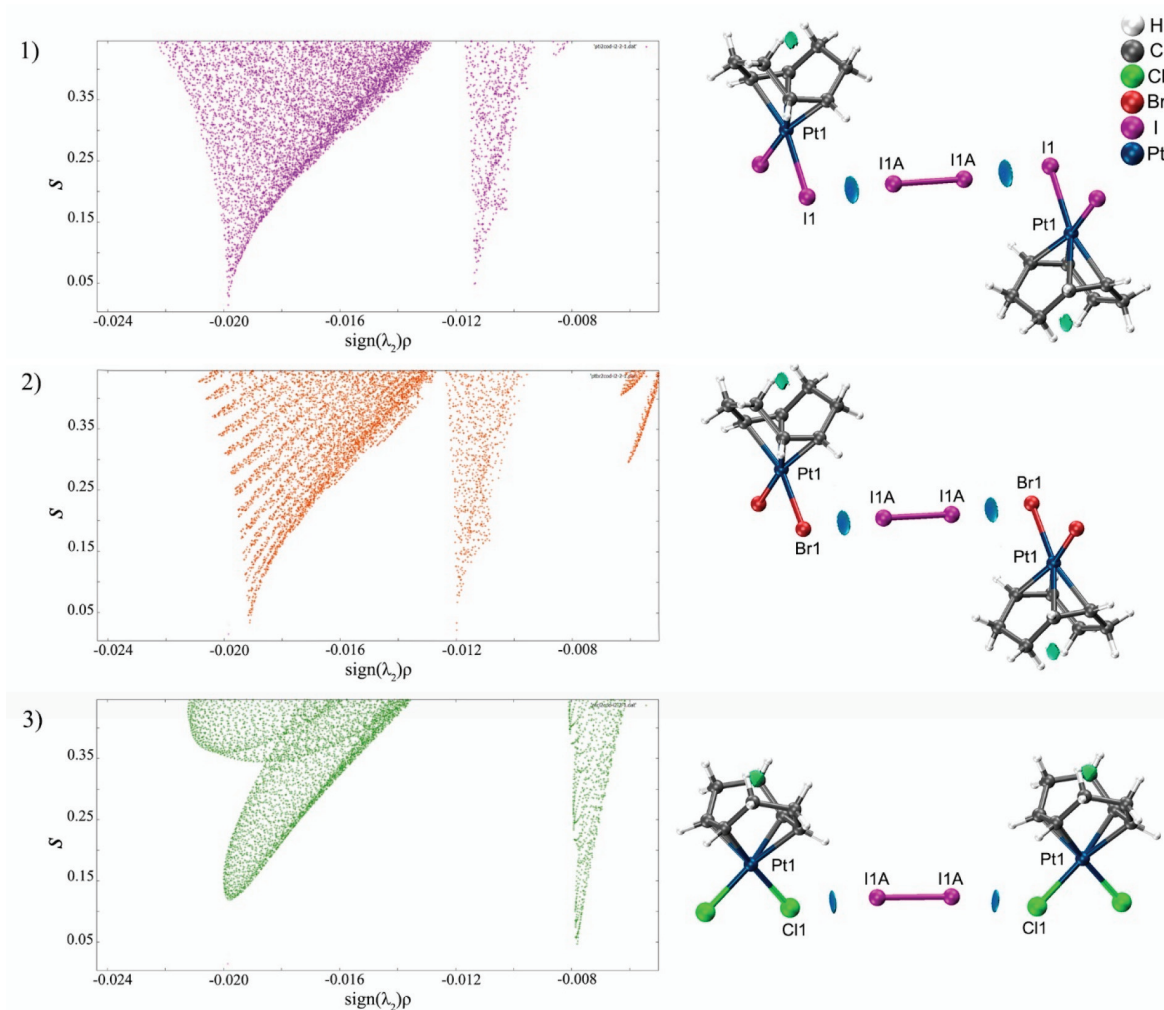 1)
0.35
0.25
0.15
0.05
S
-0.024 -0.020 -0.016 -0.012 -0.008
sign(λ2)ρ
Pt1
I1
I1A I1A
I1
Pt1
H
C
Cl
Br
I
Pt
2)
0.35
0.25
0.15
0.05
S
-0.024 -0.020 -0.016 -0.012 -0.008
sign(λ2)ρ
Pt1
Br1
I1A I1A
Br1
Pt1
3)
0.35
0.25
0.15
0.05
S
-0.024 -0.020 -0.016 -0.012 -0.008
sign(λ2)ρ
Pt1
Cl1
I1A I1A
Pt1
Cl1